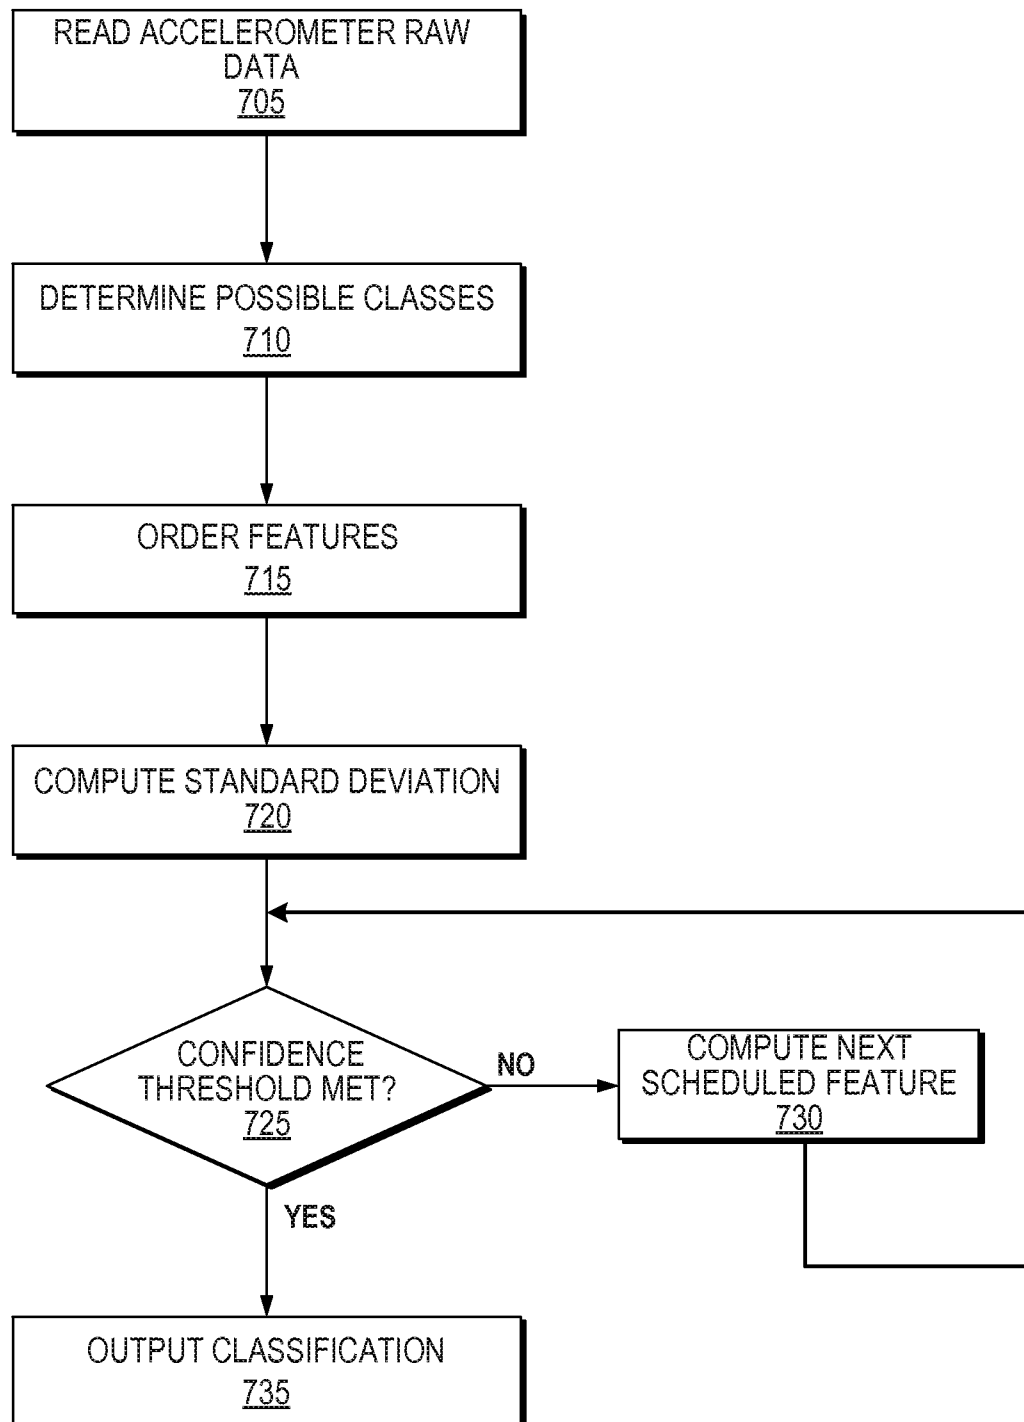 READ ACCELEROMETER RAW
DATA
705
DETERMINE POSSIBLE CLASSES
710
ORDER FEATURES
715
COMPUTE STANDARD DEVIATION
720
CONFIDENCE
THRESHOLD MET?
725
NO
COMPUTE NEXT
SCHEDULED FEATURE
730
YES
OUTPUT CLASSIFICATION
735